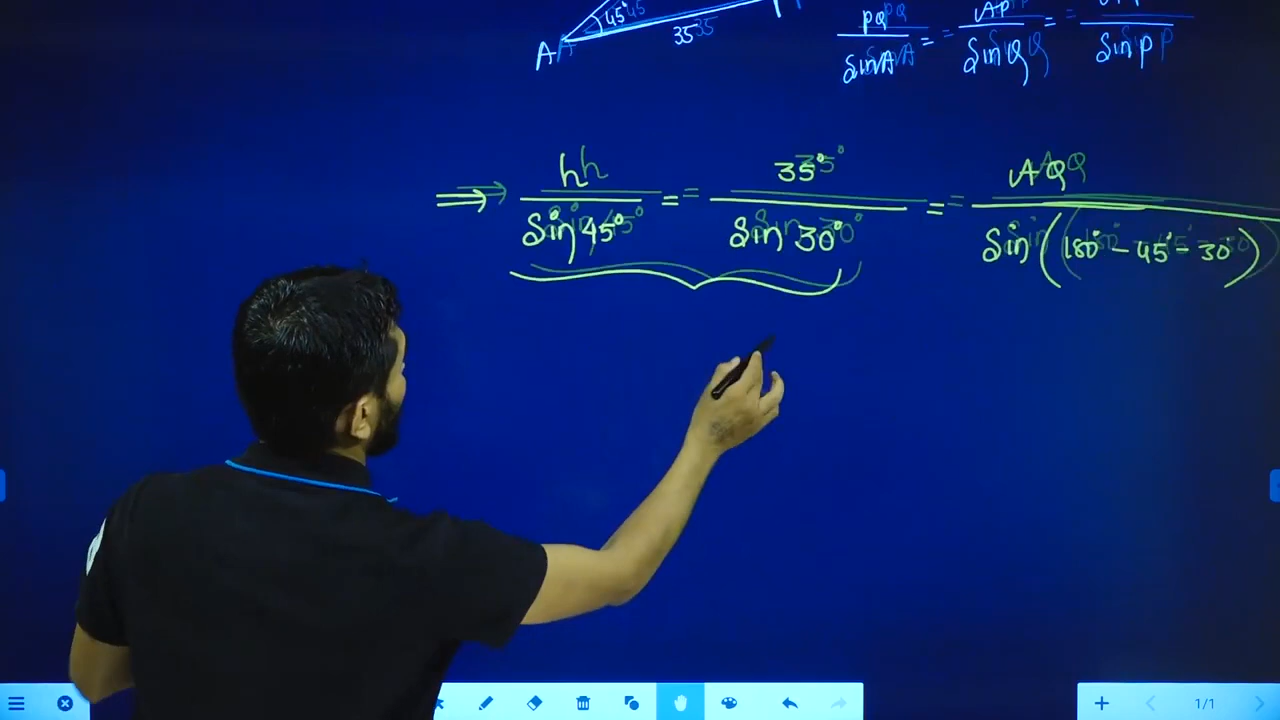 45°
A
35
PQ/sin A = AP/sin Q = /sin P
⇒ h/sin 45° = 35°/sin 30° = AQ/sin(180° − 45° − 30°)
1/1